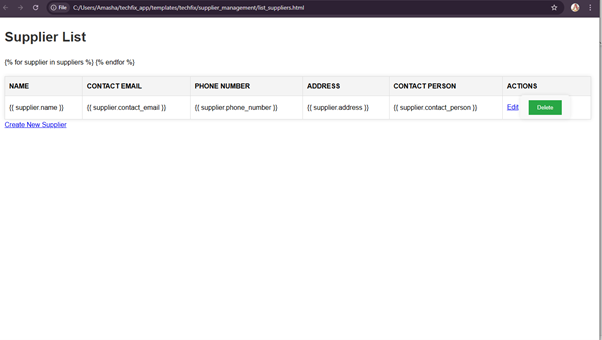 File C:/Users/Amasha/techfix_app/templates/techfix/supplier_management/list_suppliers.html
Supplier List
{% for supplier in suppliers %} {% endfor %}
NAME CONTACT EMAIL PHONE NUMBER ADDRESS CONTACT PERSON ACTIONS
{{ supplier.name }} {{ supplier.contact_email }} {{ supplier.phone_number }} {{ supplier.address }} {{ supplier.contact_person }} Edit Delete
Create New Supplier